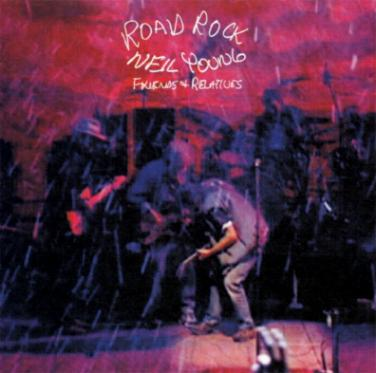 ROAD ROCK
NEIL YOUNG
FRIENDS & RELATIVES